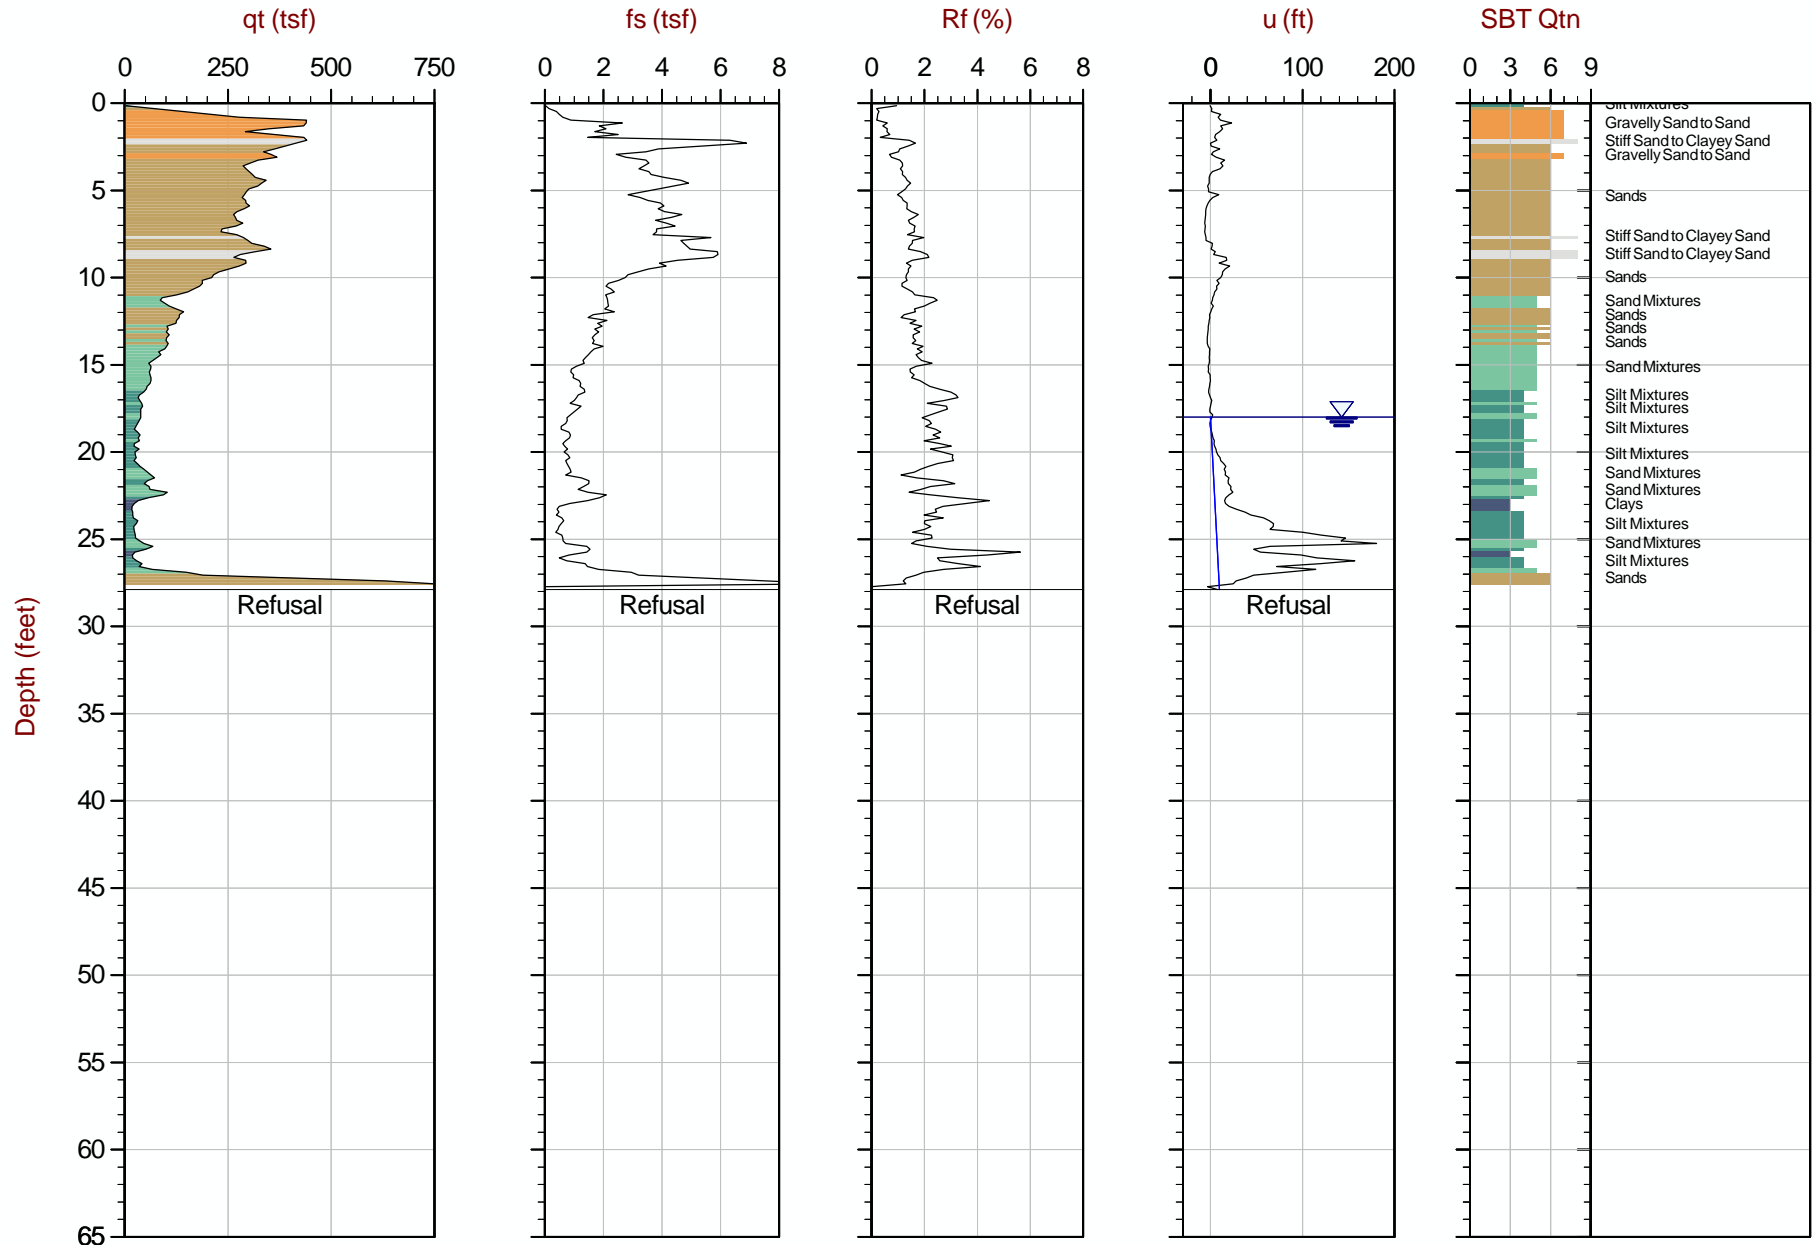 qt (tsf) fs (tsf) Rf (%) u (ft) SBT Qtn
0 250 500 750 0 2 4 6 8 0 2 4 6 8 0 100 200 0 3 6 9
0
Silt Mixtures
Gravelly Sand to Sand
Stiff Sand to Clayey Sand
Gravelly Sand to Sand
5
Sands
Stiff Sand to Clayey Sand
Stiff Sand to Clayey Sand
10 Sands
Sand Mixtures
Sands
Sands
Sands
15 Sand Mixtures
Silt Mixtures
Silt Mixtures
Silt Mixtures
20 Silt Mixtures
Sand Mixtures
Sand Mixtures
Clays
Silt Mixtures
25 Sand Mixtures
Silt Mixtures
Sands
Refusal Refusal Refusal Refusal
30
Depth (feet)
35
40
45
50
55
60
65